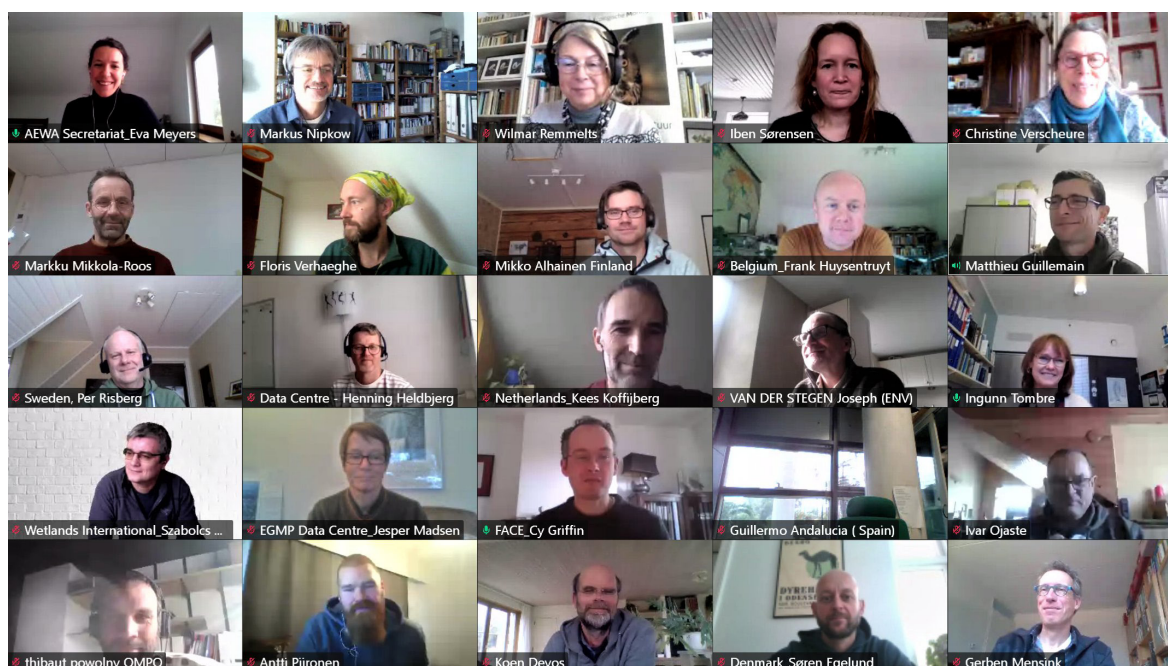 AEWA Secretariat_Eva Meyers
Markus Nipkow
Wilmar Remmelts
Iben Sørensen
Christine Verscheure
Markku Mikkola-Roos
Floris Verhaeghe
Mikko Alhainen Finland
Belgium_Frank Huysentruyt
Matthieu Guillemain
Sweden, Per Risberg
Data Centre - Henning Heldbjerg
Netherlands_Kees Koffijberg
VAN DER STEGEN Joseph (ENV)
Ingunn Tombre
Wetlands International_Szabolcs ...
EGMP Data Centre_Jesper Madsen
FACE_Cy Griffin
Guillermo Andalucia ( Spain)
Ivar Ojaste
thibaut powolny OMPO
Antti Piironen
Koen Devos
DYREHA
I ODENSE
Denmark_Søren Egelund
Gerben Mensink